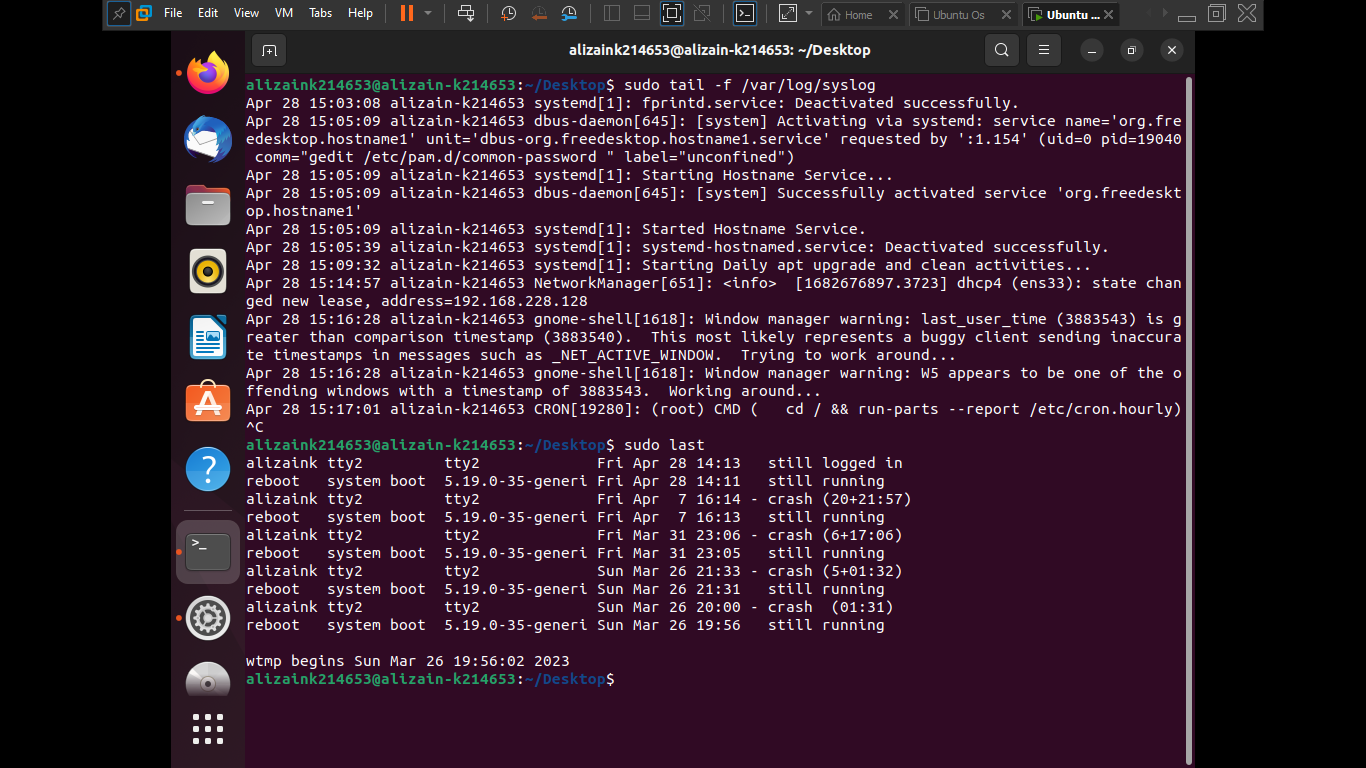 File Edit View VM Tabs Help
Home
Ubuntu Os
Ubuntu ...
alizaink214653@alizain-k214653: ~/Desktop
alizaink214653@alizain-k214653:~/Desktop$ sudo tail -f /var/log/syslog
Apr 28 15:03:08 alizain-k214653 systemd[1]: fprintd.service: Deactivated successfully.
Apr 28 15:05:09 alizain-k214653 dbus-daemon[645]: [system] Activating via systemd: service name='org.fre
edesktop.hostname1' unit='dbus-org.freedesktop.hostname1.service' requested by ':1.154' (uid=0 pid=19040
 comm="gedit /etc/pam.d/common-password " label="unconfined")
Apr 28 15:05:09 alizain-k214653 systemd[1]: Starting Hostname Service...
Apr 28 15:05:09 alizain-k214653 dbus-daemon[645]: [system] Successfully activated service 'org.freedeskt
op.hostname1'
Apr 28 15:05:09 alizain-k214653 systemd[1]: Started Hostname Service.
Apr 28 15:05:39 alizain-k214653 systemd[1]: systemd-hostnamed.service: Deactivated successfully.
Apr 28 15:09:32 alizain-k214653 systemd[1]: Starting Daily apt upgrade and clean activities...
Apr 28 15:14:57 alizain-k214653 NetworkManager[651]: <info>  [1682676897.3723] dhcp4 (ens33): state chan
ged new lease, address=192.168.228.128
Apr 28 15:16:28 alizain-k214653 gnome-shell[1618]: Window manager warning: last_user_time (3883543) is g
reater than comparison timestamp (3883540).  This most likely represents a buggy client sending inaccura
te timestamps in messages such as _NET_ACTIVE_WINDOW.  Trying to work around...
Apr 28 15:16:28 alizain-k214653 gnome-shell[1618]: Window manager warning: W5 appears to be one of the o
ffending windows with a timestamp of 3883543.  Working around...
Apr 28 15:17:01 alizain-k214653 CRON[19280]: (root) CMD (   cd / && run-parts --report /etc/cron.hourly)
^C
alizaink214653@alizain-k214653:~/Desktop$ sudo last
alizaink tty2         tty2             Fri Apr 28 14:13   still logged in
reboot   system boot  5.19.0-35-generi Fri Apr 28 14:11   still running
alizaink tty2         tty2             Fri Apr  7 16:14 - crash (20+21:57)
reboot   system boot  5.19.0-35-generi Fri Apr  7 16:13   still running
alizaink tty2         tty2             Fri Mar 31 23:06 - crash (6+17:06)
reboot   system boot  5.19.0-35-generi Fri Mar 31 23:05   still running
alizaink tty2         tty2             Sun Mar 26 21:33 - crash (5+01:32)
reboot   system boot  5.19.0-35-generi Sun Mar 26 21:31   still running
alizaink tty2         tty2             Sun Mar 26 20:00 - crash  (01:31)
reboot   system boot  5.19.0-35-generi Sun Mar 26 19:56   still running

wtmp begins Sun Mar 26 19:56:02 2023
alizaink214653@alizain-k214653:~/Desktop$